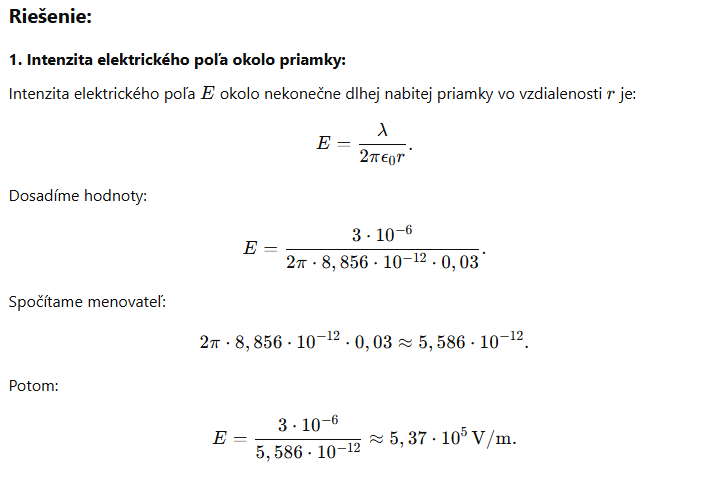 Riešenie:
1. Intenzita elektrického poľa okolo priamky:
Intenzita elektrického poľa E okolo nekonečne dlhej nabitej priamky vo vzdialenosti r je:
E = λ / (2πϵ₀r).
Dosadíme hodnoty:
E = 3 · 10⁻⁶ / (2π · 8,856 · 10⁻¹² · 0,03).
Spočítame menovateľ:
2π · 8,856 · 10⁻¹² · 0,03 ≈ 5,586 · 10⁻¹².
Potom:
E = 3 · 10⁻⁶ / (5,586 · 10⁻¹²) ≈ 5,37 · 10⁵ V/m.